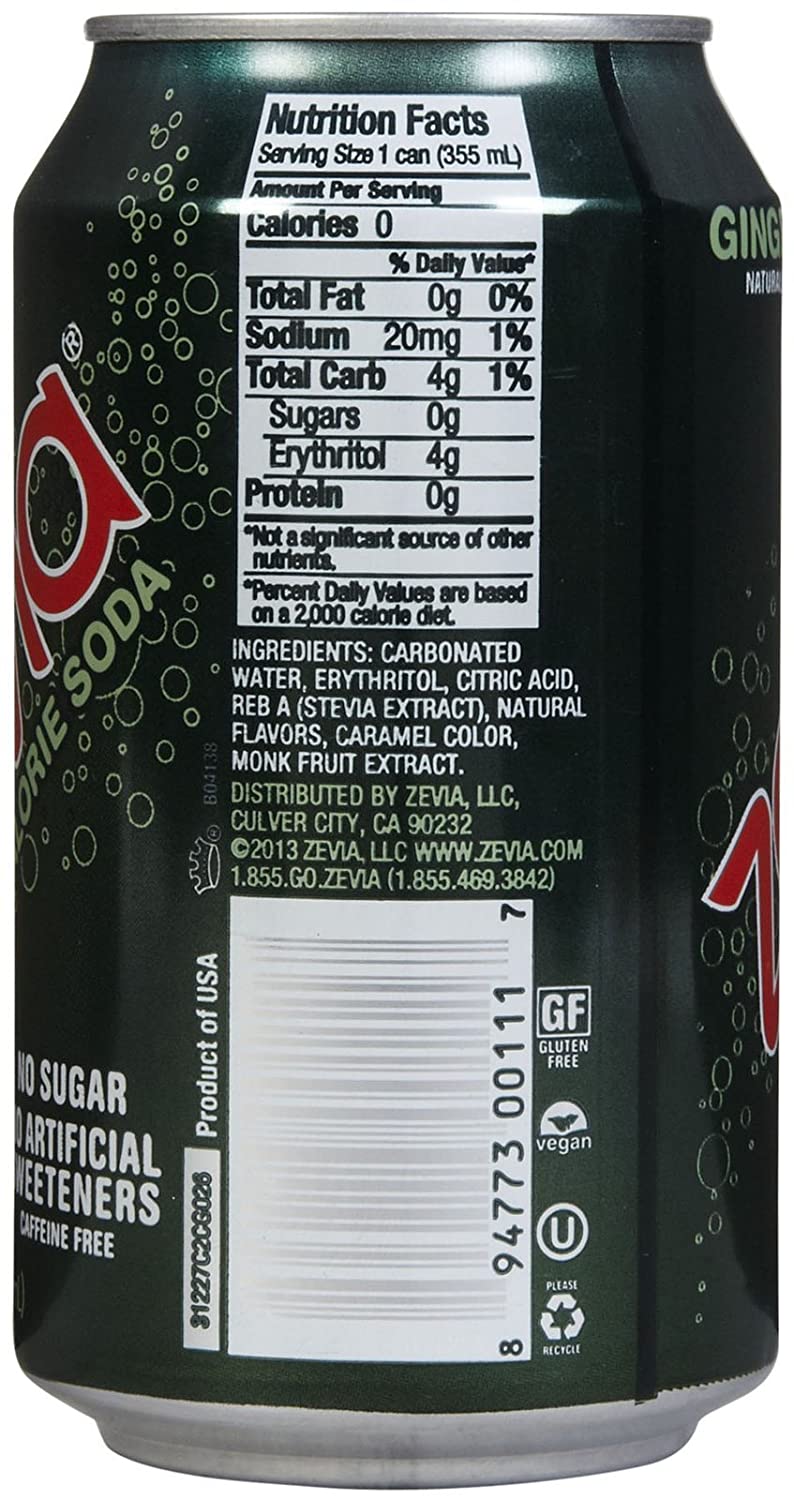 Nutrition Facts
Serving Size 1 can (355 mL)
Amount Per Serving
Calories 0
% Daily Value*
Total Fat 0g 0%
Sodium 20mg 1%
Total Carb 4g 1%
Sugars 0g
Erythritol 4g
Protein 0g
*Not a significant source of other
nutrients.
*Percent Daily Values are based
on a 2,000 calorie diet.
INGREDIENTS: CARBONATED
WATER, ERYTHRITOL, CITRIC ACID,
REB A (STEVIA EXTRACT), NATURAL
FLAVORS, CARAMEL COLOR,
MONK FRUIT EXTRACT.
DISTRIBUTED BY ZEVIA, LLC,
CULVER CITY, CA 90232
©2013 ZEVIA, LLC WWW.ZEVIA.COM
1.855.GO.ZEVIA (1.855.469.3842)
B04138
Product of USA
31227C2CG026
8 94773 00111 7
GF
GLUTEN
FREE
vegan
U
PLEASE
RECYCLE
®
SODA
NO SUGAR
ARTIFICIAL
CAFFEINE FREE
GING
NATURA